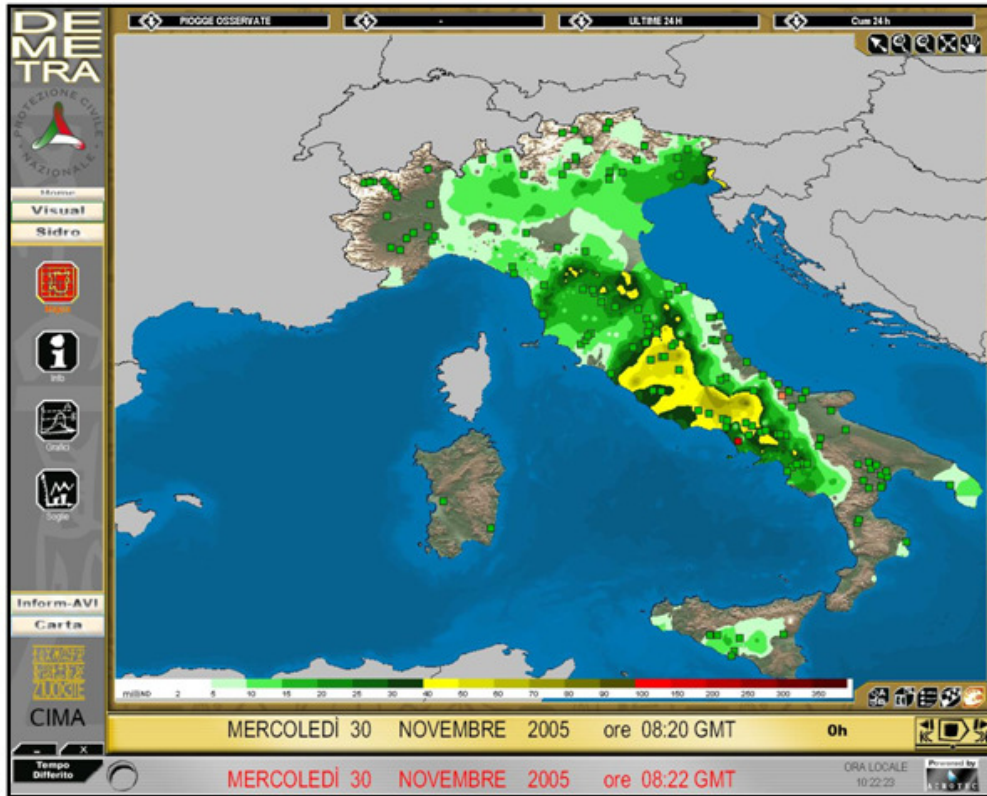 DE
ME
TRA
PIOGGE OSSERVATE
-
ULTIME 24 H
Cum 24 h
PROTEZIONE CIVILE
NAZIONALE
Home
Visual
Sidro
Info
Grafici
Soglie
Inform-AVI
Carta
CIMA
2 5 10 15 20 30 40 50 60 70 80 90 100 150 200 250 300 350
MERCOLEDÌ 30 NOVEMBRE 2005 ore 08:20 GMT
0h
Tempo
Differito
MERCOLEDÌ 30 NOVEMBRE 2005 ore 08:22 GMT
ORA LOCALE
10:22:23
Powered by